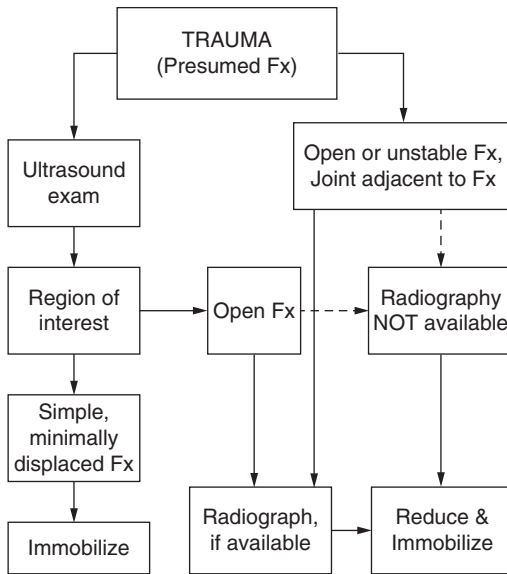 TRAUMA
(Presumed Fx)
Ultrasound
exam
Open or unstable Fx,
Joint adjacent to Fx
Region of
interest
Open Fx
Radiography
NOT available
Simple,
minimally
displaced Fx
Immobilize
Radiograph,
if available
Reduce &
Immobilize